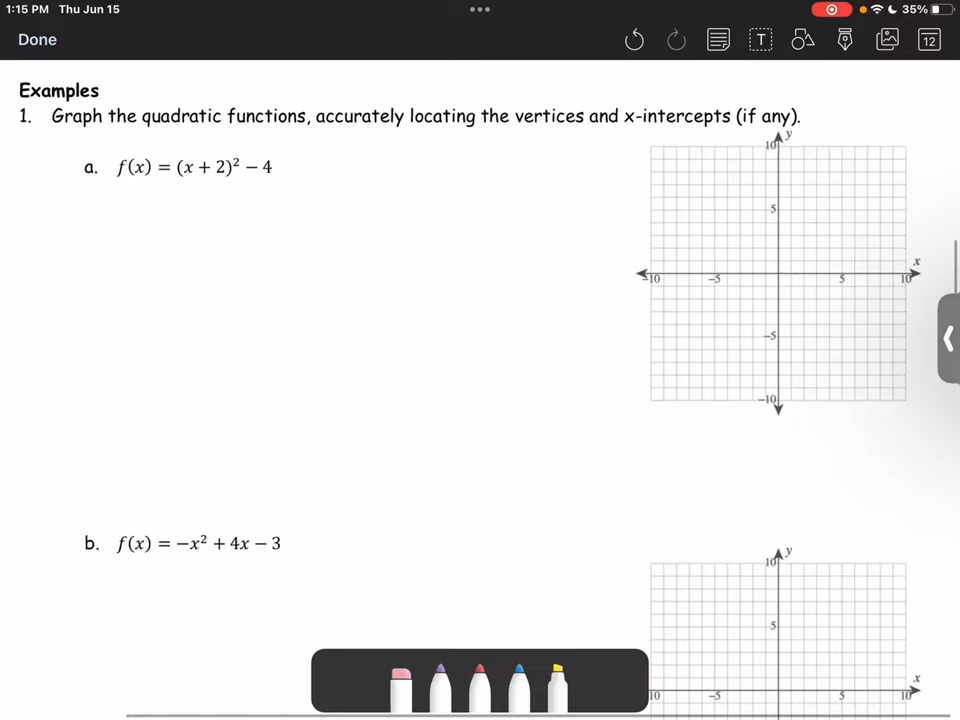 1:15 PM Thu Jun 15
35%
Done
T
12
Examples
1. Graph the quadratic functions, accurately locating the vertices and x-intercepts (if any).
a. f(x) = (x + 2)² − 4
y
10
5
x
−10 −5 5 10
−5
−10
b. f(x) = −x² + 4x − 3
y
10
5
x
10 −5 5 10